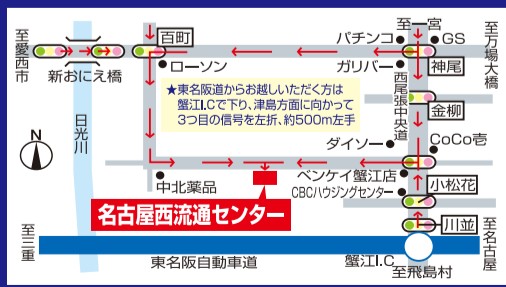 至一宮
百町
パチンコ
GS
至愛西市
至万場大橋
新おにえ橋
ローソン
ガリバー
神尾
西尾張中央道
★東名阪道からお越しいただく方は
蟹江I.Cで下り、津島方面に向かって
3つ目の信号を左折、約500m左手
金柳
日光川
N
ダイソー
CoCo壱
中北薬品
ベンケイ蟹江店
CBCハウジングセンター
小松花
名古屋西流通センター
川並
至三重
至名古屋
東名阪自動車道
蟹江I.C
至飛島村